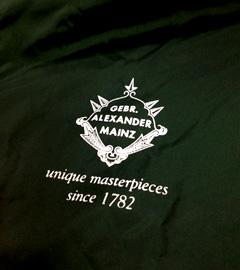 GEBR.
ALEXANDER
MAINZ
unique masterpieces
since 1782